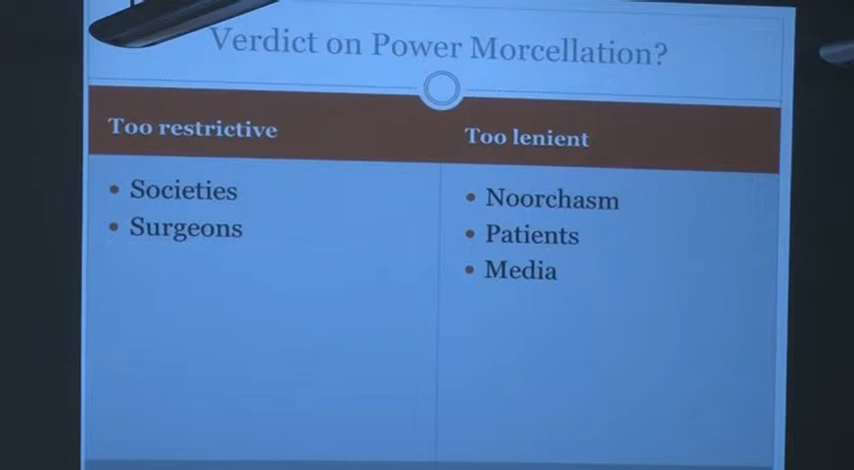 Verdict on Power Morcellation?
Too restrictive
Too lenient
• Societies
• Surgeons
• Noorchasm
• Patients
• Media